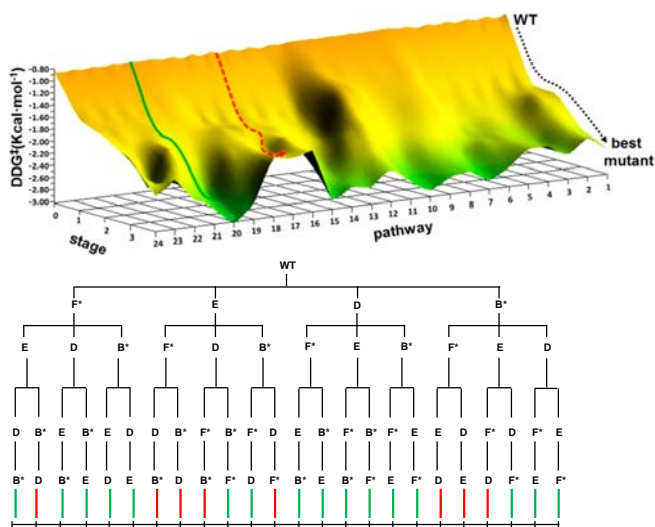 WT
-0.80
-1.00
-1.20
-1.40
-1.60
-1.80
-2.00
-2.20
-2.40
-2.60
-2.80
-3.00
DDG‡(Kcal·mol-1)
best
mutant
0 1 2 3
stage
24 23 22 21 20 19 18 17 16 15 14 13 12 11 10 9 8 7 6 5 4 3 2 1
pathway
WT
F* E D B*
E D B* F* D B* F* E B* F* E D
D B* E B* E D D B* F* B* F* D E B* F* B* F* E E D F* D F* E
B* D B* E D E B* D B* F* D F* B* E B* F* E F* D E D F* E F*